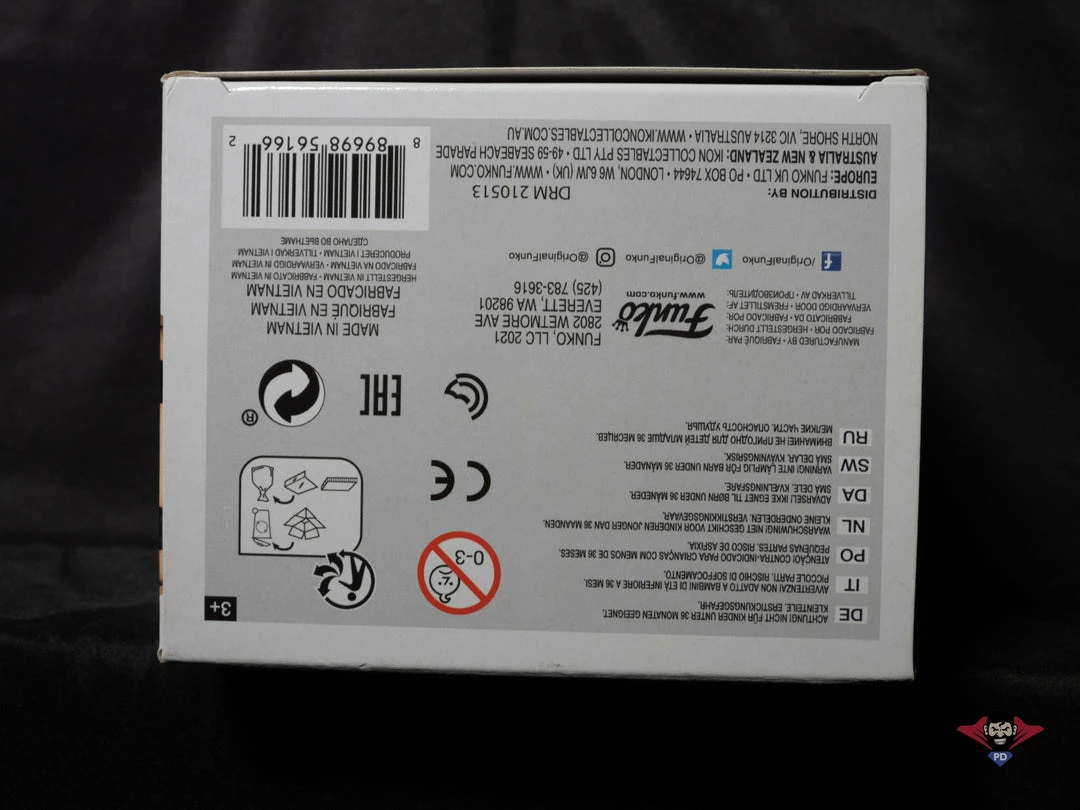 3+
DE
ACHTUNG! NICHT FÜR KINDER UNTER 36 MONATEN GEEIGNET.
KLEINTEILE. ERSTICKUNGSGEFAHR.
IT
AVVERTENZA! NON ADATTO A BAMBINI DI ETÀ INFERIORE A 36 MESI.
PICCOLE PARTI. RISCHIO DI SOFFOCAMENTO.
PO
ATENÇÃO! CONTRA-INDICADO PARA CRIANÇAS COM MENOS DE 36 MESES.
PEQUENAS PARTES. RISCO DE ASFIXIA.
NL
WAARSCHUWING! NIET GESCHIKT VOOR KINDEREN JONGER DAN 36 MAANDEN.
KLEINE ONDERDELEN. VERSTIKKINGSGEVAAR.
DA
ADVARSEL! IKKE EGNET TIL BØRN UNDER 36 MÅNEDER.
SMÅ DELE. KVÆLNINGSFARE.
SW
VARNING! INTE LÄMPLIG FÖR BARN UNDER 36 MÅNADER.
SMÅ DELAR. KVÄVNINGSRISK.
RU
ВНИМАНИЕ НЕ ПРИГОДНО ДЛЯ ДЕТЕЙ МЛАДШЕ 36 МЕСЯЦЕВ.
МЕЛКИЕ ЧАСТИ. ОПАСНОСТЬ УДУШЬЯ.
0-3
CE
EAC
®
MANUFACTURED BY • FABRIQUÉ PAR:
FABRICADO POR • HERGESTELLT DURCH:
FABBRICATO DA • FABRICADO POR:
VERVAARDIGD DOOR • FREMSTILLET AF:
TILLVERKAD AV • ПРОИЗВОДИТЕЛЬ:
Funko
www.funko.com
FUNKO, LLC 2021
2802 WETMORE AVE
EVERETT, WA 98201
(425) 783-3616
MADE IN VIETNAM
FABRIQUÉ EN VIETNAM
FABRICADO EN VIETNAM
HERGESTELLT IN VIETNAM • FABBRICATO IN VIETNAM
FABRICADO NA VIETNAM • VERVAARDIGD IN VIETNAM
PRODUCERET I VIETNAM • TILLVERKAD I VIETNAM
СДЕЛАНО ВО ВЬЕТНАМЕ
/OriginalFunko
@OriginalFunko
@OriginalFunko
DISTRIBUTION BY:
DRM 210513
EUROPE: FUNKO UK LTD • PO BOX 74644 • LONDON, W6 6JW (UK) • WWW.FUNKO.COM
AUSTRALIA & NEW ZEALAND: IKON COLLECTABLES PTY LTD • 49-59 SEABEACH PARADE
NORTH SHORE, VIC 3214 AUSTRALIA • WWW.IKONCOLLECTABLES.COM.AU
8 89698 56166 2
PD